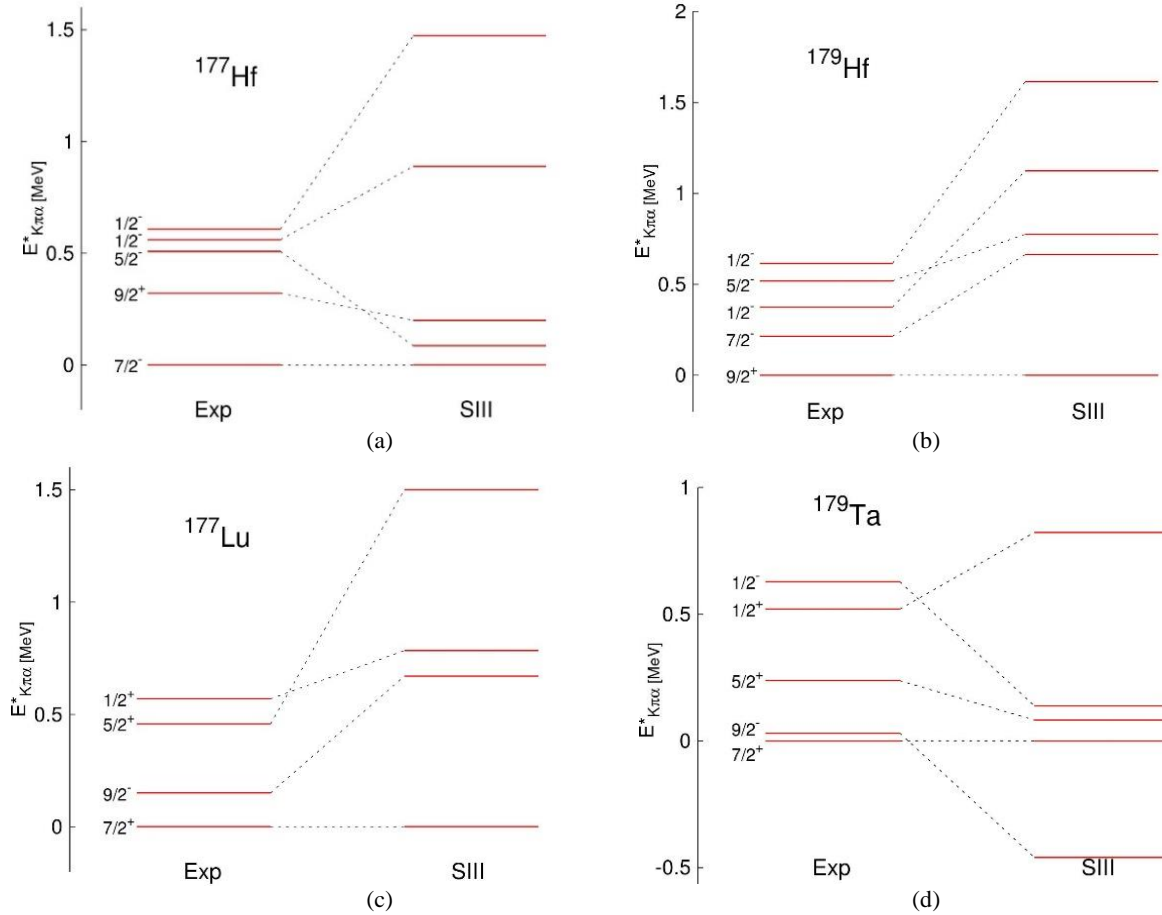 1.5
177Hf
1
E*Kπα [MeV]
1/2-
1/2-
0.5
5/2-
9/2+
0
7/2-
Exp SIII
(a)
2
179Hf
1.5
1
E*Kπα [MeV]
1/2-
0.5
5/2-
1/2-
7/2-
0
9/2+
Exp SIII
(b)
1.5
177Lu
1
E*Kπα [MeV]
1/2+
0.5
5/2+
9/2-
0
7/2+
Exp SIII
(c)
1
179Ta
1/2-
0.5
1/2+
E*Kπα [MeV]
5/2+
9/2-
0
7/2+
-0.5
Exp SIII
(d)